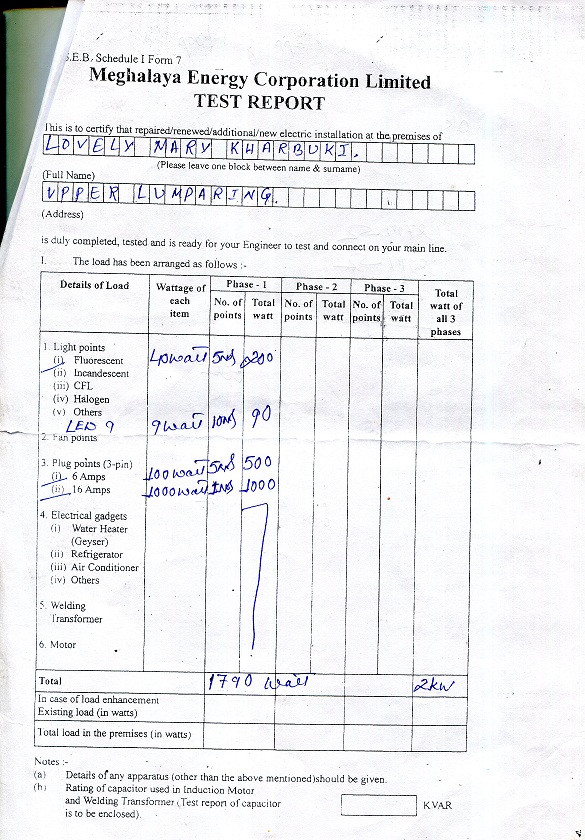 S.E.B. Schedule I Form 7
Meghalaya Energy Corporation Limited
TEST REPORT
This is to certify that repaired/renewed/additional/new electric installation at the premises of
LOVELY MARY KHARBUKI.
(Please leave one block between name & surname)
(Full Name)
UPPER LUMPARING.
(Address)
is duly completed, tested and is ready for your Engineer to test and connect on your main line.
1. The load has been arranged as follows :-
Details of Load Wattage of each item Phase - 1 Phase - 2 Phase - 3 Total watt of all 3 phases
No. of points Total watt No. of points Total watt No. of points Total watt
1. Light points
(i) Fluorescent 40watt 5NS 200
(ii) Incandescent
(iii) CFL
(iv) Halogen
(v) Others
LED 9 9watt 10NS 90
2. Fan points
3. Plug points (3-pin)
(i) 6 Amps 100watt 5NS 500
(ii) 16 Amps 1000watt 1NS 1000
4. Electrical gadgets
(i) Water Heater
(Geyser)
(ii) Refrigerator
(iii) Air Conditioner
(iv) Others
5. Welding
Transformer
6. Motor
Total 1790 watt 2kw
In case of load enhancement
Existing load (in watts)
Total load in the premises (in watts)
Notes :-
(a) Details of any apparatus (other than the above mentioned)should be given.
(b) Rating of capacitor used in Induction Motor
and Welding Transformer (Test report of capacitor KVAR
is to be enclosed).